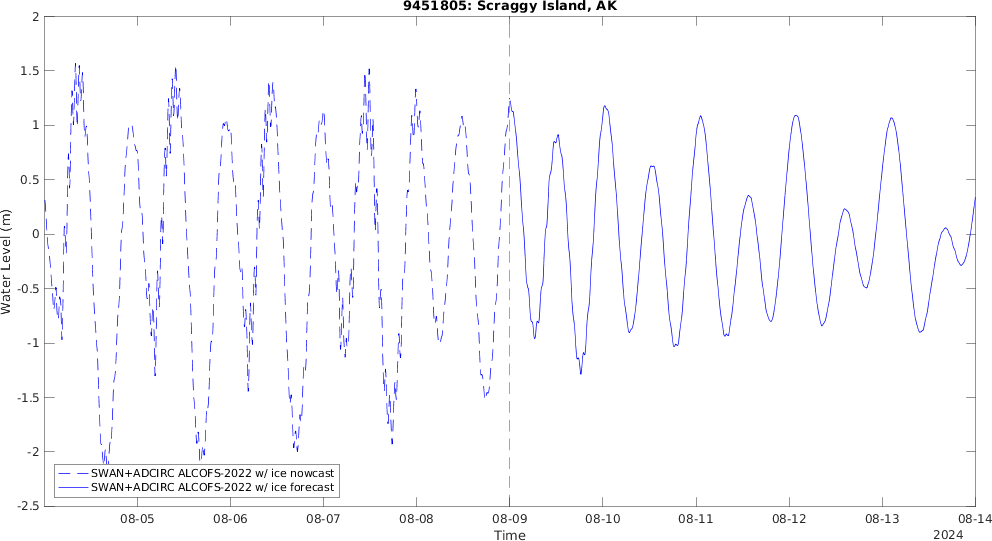 9451805: Scraggy Island, AK
2
1.5
1
0.5
0
-0.5
-1
-1.5
-2
-2.5
Water Level (m)
SWAN+ADCIRC ALCOFS-2022 w/ ice nowcast
SWAN+ADCIRC ALCOFS-2022 w/ ice forecast
08-05 08-06 08-07 08-08 08-09 08-10 08-11 08-12 08-13 08-14
Time
2024